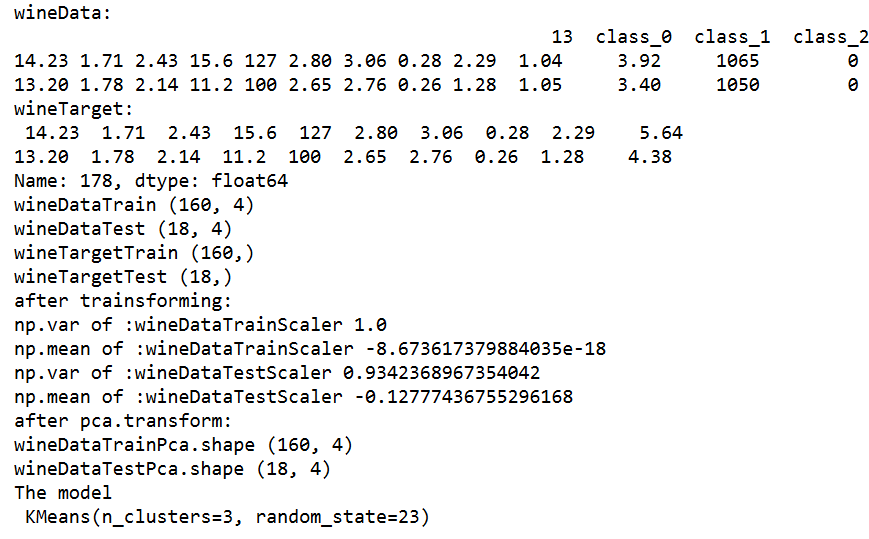 wineData:
13 class_0 class_1 class_2
14.23 1.71 2.43 15.6 127 2.80 3.06 0.28 2.29 1.04 3.92 1065 0
13.20 1.78 2.14 11.2 100 2.65 2.76 0.26 1.28 1.05 3.40 1050 0
wineTarget:
14.23 1.71 2.43 15.6 127 2.80 3.06 0.28 2.29 5.64
13.20 1.78 2.14 11.2 100 2.65 2.76 0.26 1.28 4.38
Name: 178, dtype: float64
wineDataTrain (160, 4)
wineDataTest (18, 4)
wineTargetTrain (160,)
wineTargetTest (18,)
after trainsforming:
np.var of :wineDataTrainScaler 1.0
np.mean of :wineDataTrainScaler -8.673617379884035e-18
np.var of :wineDataTestScaler 0.9342368967354042
np.mean of :wineDataTestScaler -0.12777436755296168
after pca.transform:
wineDataTrainPca.shape (160, 4)
wineDataTestPca.shape (18, 4)
The model
KMeans(n_clusters=3, random_state=23)